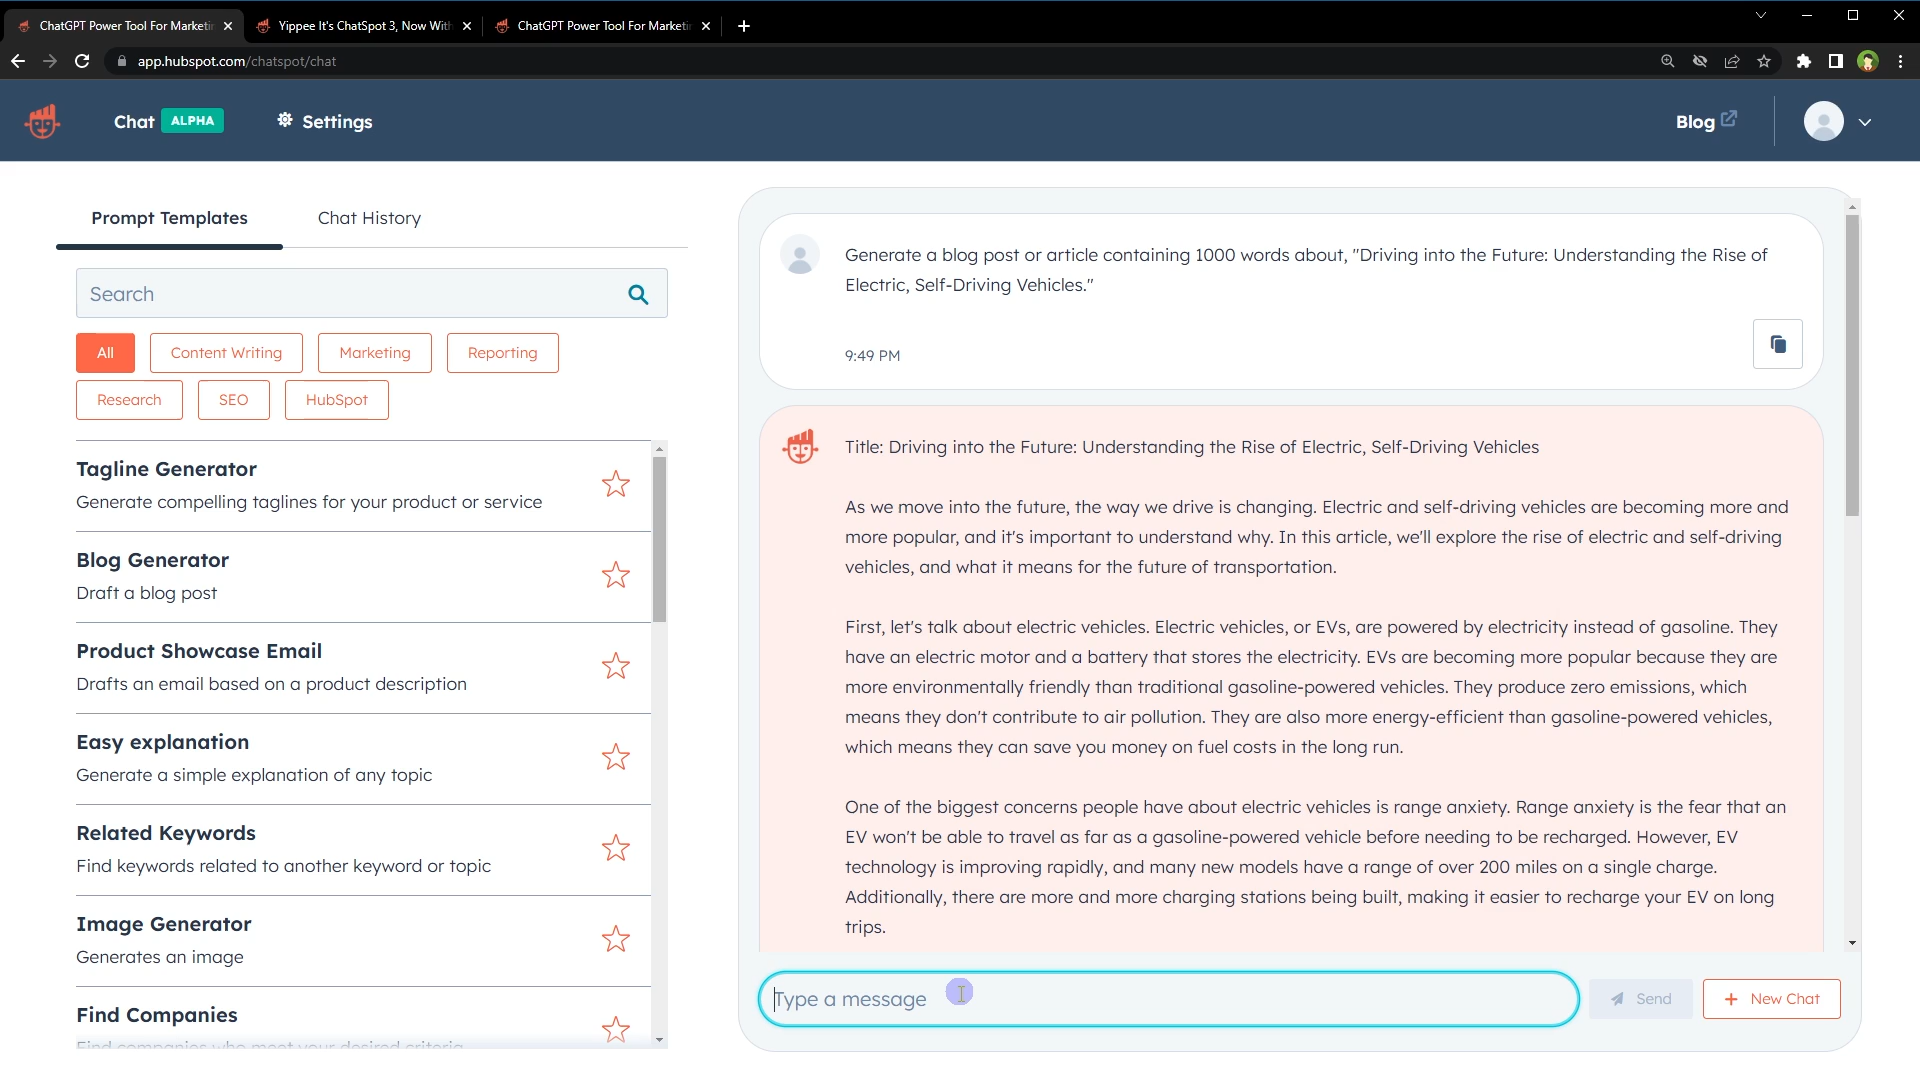 ChatGPT Power Tool For Marketi
Yippee It's ChatSpot 3, Now With
ChatGPT Power Tool For Marketi
app.hubspot.com/chatspot/chat
Chat ALPHA
Settings
Blog
Prompt Templates
Chat History
Search
All
Content Writing
Marketing
Reporting
Research
SEO
HubSpot
Tagline Generator
Generate compelling taglines for your product or service
Blog Generator
Draft a blog post
Product Showcase Email
Drafts an email based on a product description
Easy explanation
Generate a simple explanation of any topic
Related Keywords
Find keywords related to another keyword or topic
Image Generator
Generates an image
Find Companies
Find companies who meet your desired criteria
Generate a blog post or article containing 1000 words about, "Driving into the Future: Understanding the Rise of
Electric, Self-Driving Vehicles."
9:49 PM
Title: Driving into the Future: Understanding the Rise of Electric, Self-Driving Vehicles
As we move into the future, the way we drive is changing. Electric and self-driving vehicles are becoming more and
more popular, and it's important to understand why. In this article, we'll explore the rise of electric and self-driving
vehicles, and what it means for the future of transportation.
First, let's talk about electric vehicles. Electric vehicles, or EVs, are powered by electricity instead of gasoline. They
have an electric motor and a battery that stores the electricity. EVs are becoming more popular because they are
more environmentally friendly than traditional gasoline-powered vehicles. They produce zero emissions, which
means they don't contribute to air pollution. They are also more energy-efficient than gasoline-powered vehicles,
which means they can save you money on fuel costs in the long run.
One of the biggest concerns people have about electric vehicles is range anxiety. Range anxiety is the fear that an
EV won't be able to travel as far as a gasoline-powered vehicle before needing to be recharged. However, EV
technology is improving rapidly, and many new models have a range of over 200 miles on a single charge.
Additionally, there are more and more charging stations being built, making it easier to recharge your EV on long
trips.
Type a message
Send
New Chat